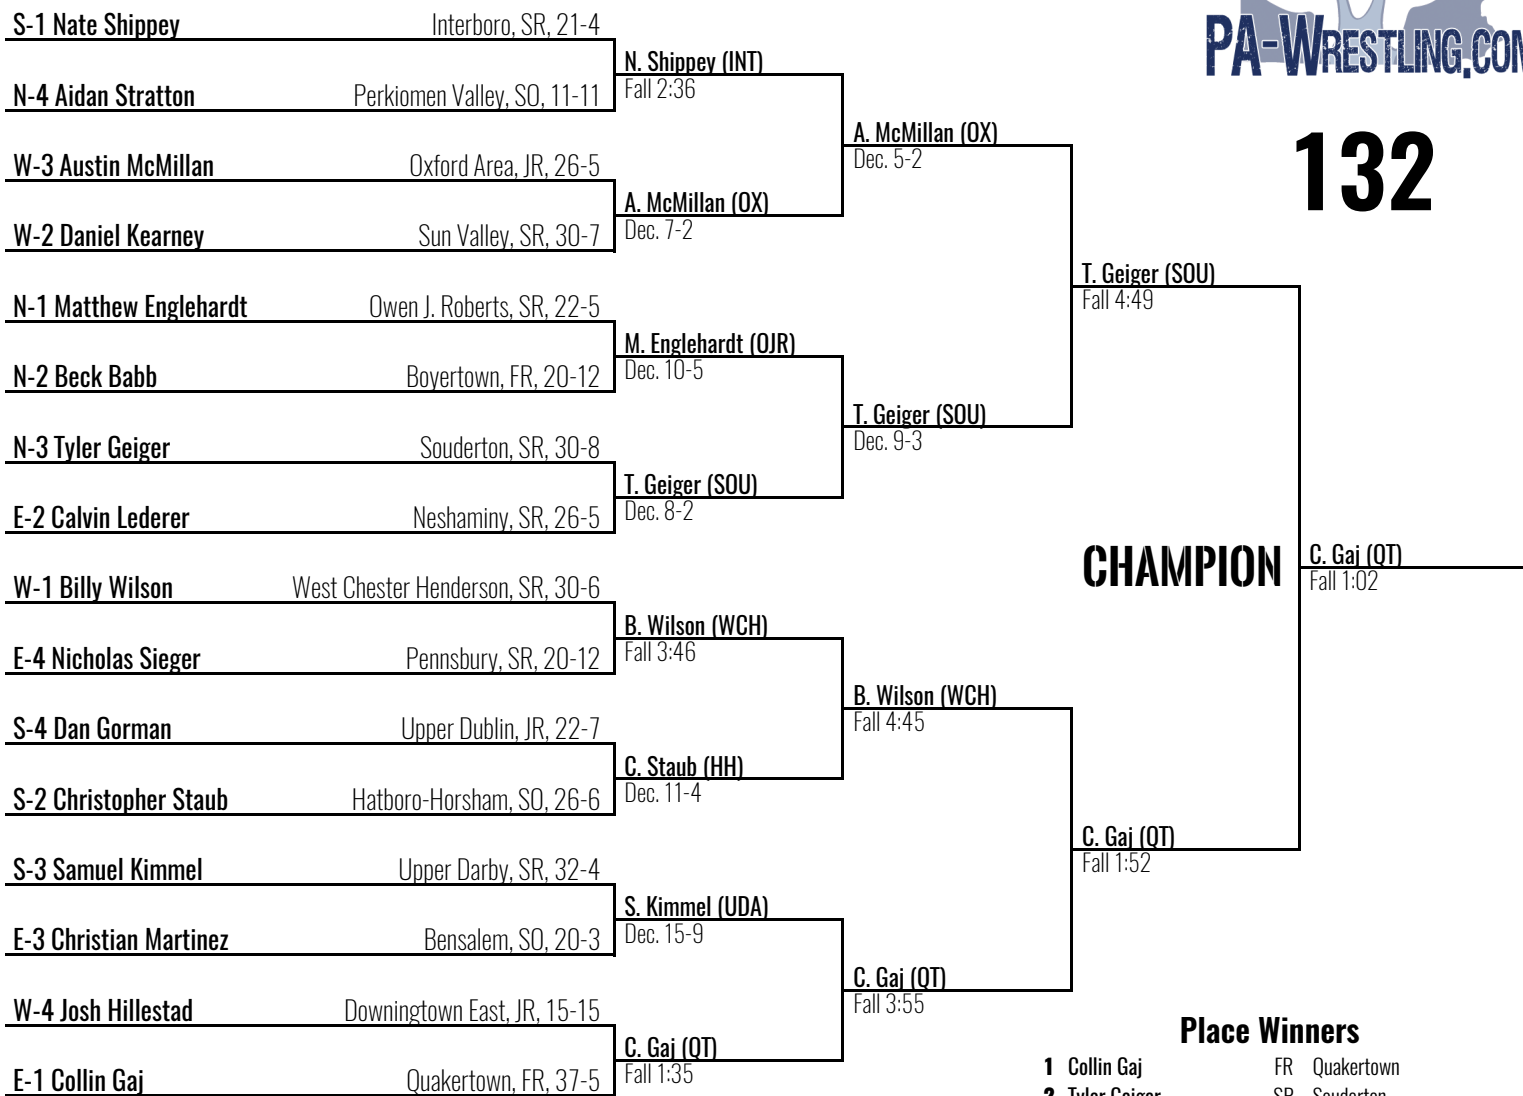 PA-WRESTLING.COM
132
S-1 Nate Shippey Interboro, SR, 21-4
N-4 Aidan Stratton Perkiomen Valley, SO, 11-11
W-3 Austin McMillan Oxford Area, JR, 26-5
W-2 Daniel Kearney Sun Valley, SR, 30-7
N-1 Matthew Englehardt Owen J. Roberts, SR, 22-5
N-2 Beck Babb Boyertown, FR, 20-12
N-3 Tyler Geiger Souderton, SR, 30-8
E-2 Calvin Lederer Neshaminy, SR, 26-5
W-1 Billy Wilson West Chester Henderson, SR, 30-6
E-4 Nicholas Sieger Pennsbury, SR, 20-12
S-4 Dan Gorman Upper Dublin, JR, 22-7
S-2 Christopher Staub Hatboro-Horsham, SO, 26-6
S-3 Samuel Kimmel Upper Darby, SR, 32-4
E-3 Christian Martinez Bensalem, SO, 20-3
W-4 Josh Hillestad Downingtown East, JR, 15-15
E-1 Collin Gaj Quakertown, FR, 37-5
N. Shippey (INT)
Fall 2:36
A. McMillan (OX)
Dec. 7-2
M. Englehardt (OJR)
Dec. 10-5
T. Geiger (SOU)
Dec. 8-2
B. Wilson (WCH)
Fall 3:46
C. Staub (HH)
Dec. 11-4
S. Kimmel (UDA)
Dec. 15-9
C. Gaj (QT)
Fall 1:35
A. McMillan (OX)
Dec. 5-2
T. Geiger (SOU)
Dec. 9-3
B. Wilson (WCH)
Fall 4:45
C. Gaj (QT)
Fall 3:55
T. Geiger (SOU)
Fall 4:49
C. Gaj (QT)
Fall 1:52
CHAMPION
C. Gaj (QT)
Fall 1:02
Place Winners
1 Collin Gaj FR Quakertown
2 Tyler Geiger SR Souderton